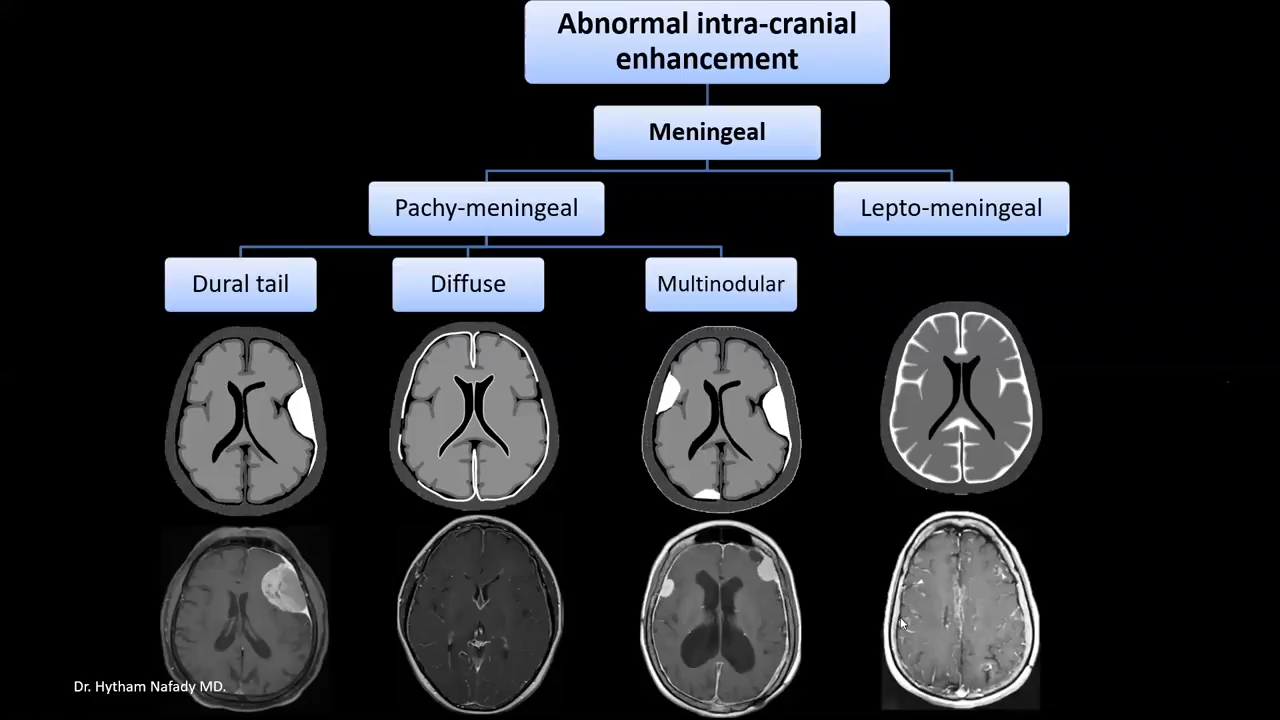 Abnormal intra-cranial
enhancement
Meningeal
Pachy-meningeal
Lepto-meningeal
Dural tail
Diffuse
Multinodular
Dr. Hytham Nafady MD.